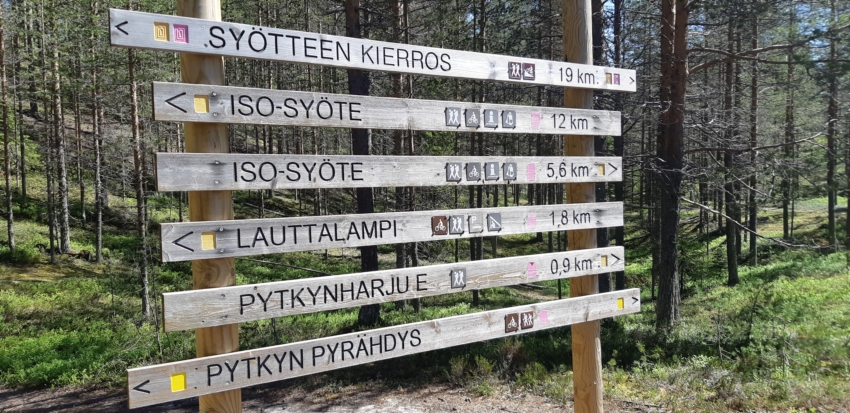 SYÖTTEEN KIERROS 19 km
ISO-SYÖTE 12 km
ISO-SYÖTE 5,6 km
LAUTTALAMPI 1,8 km
PYTKYNHARJU E 0,9 km
PYTKYN PYRÄHDYS